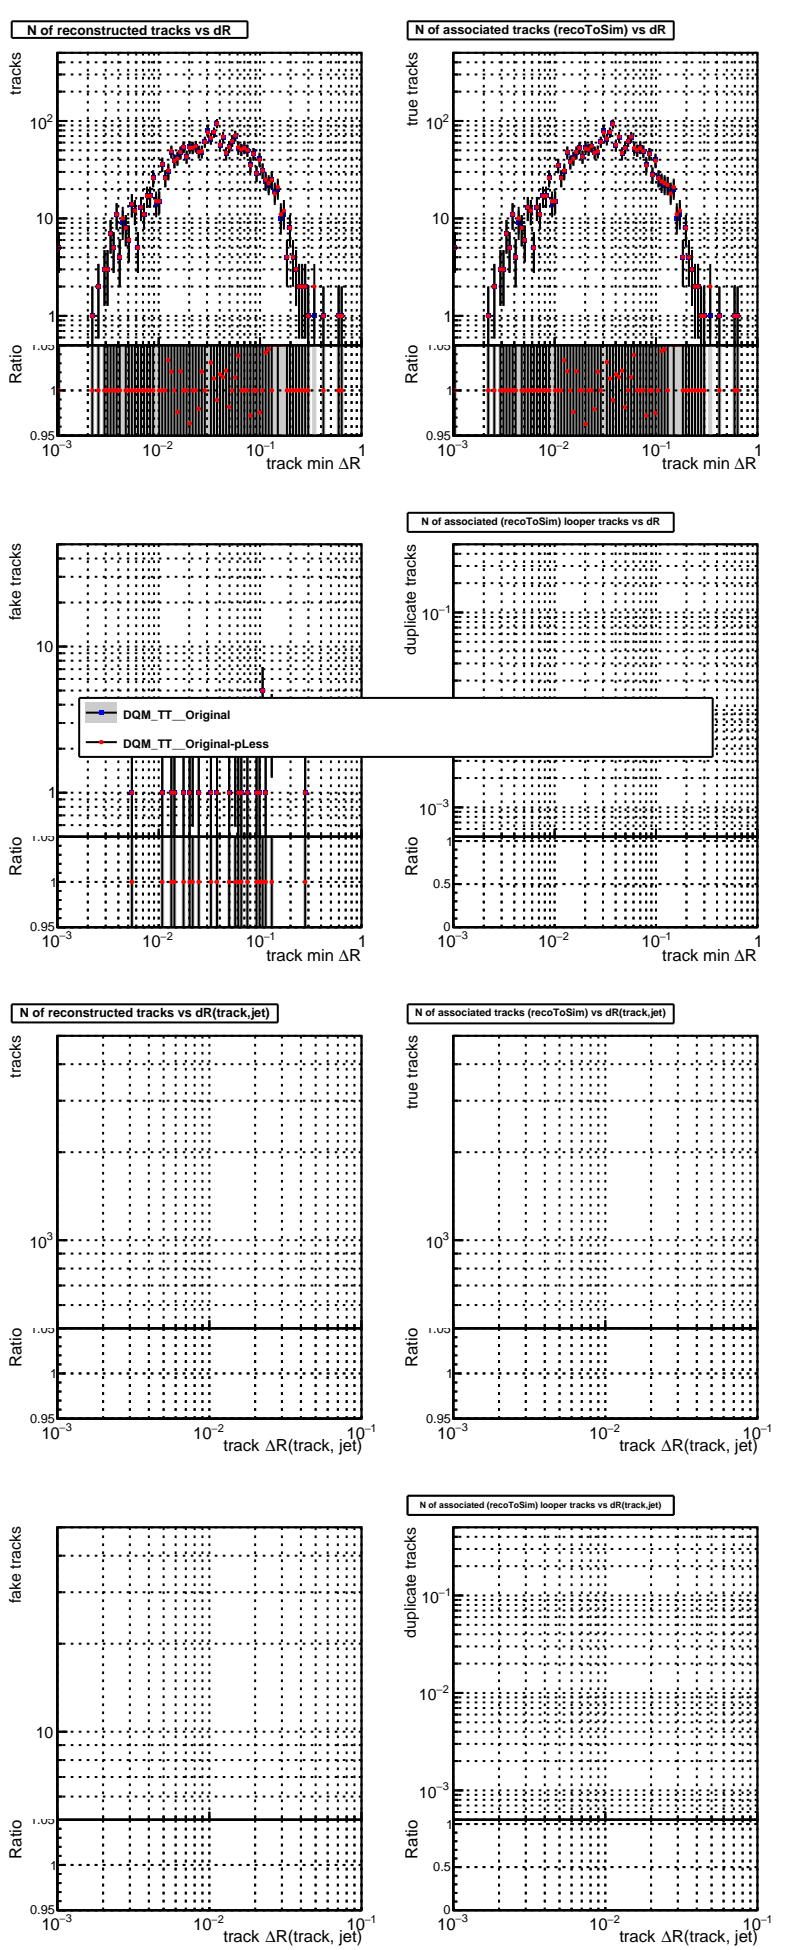 N of reconstructed tracks vs dR
tracks
10²
10
1
1.05
Ratio
1
0.95
10⁻³ 10⁻² 10⁻¹ 1
track min ΔR
N of associated tracks (recoToSim) vs dR
true tracks
10²
10
1
1.05
Ratio
1
0.95
10⁻³ 10⁻² 10⁻¹ 1
track min ΔR
fake tracks
10
1
1.05
Ratio
1
0.95
10⁻³ 10⁻² 10⁻¹ 1
track min ΔR
N of associated (recoToSim) looper tracks vs dR
duplicate tracks
10⁻¹
10⁻³
Ratio
1
0.5
0
10⁻³ 10⁻² 10⁻¹ 1
track min ΔR
DQM_TT__Original
DQM_TT__Original-pLess
N of reconstructed tracks vs dR(track,jet)
tracks
10³
1.05
Ratio
1
0.95
10⁻³ 10⁻² 10⁻¹
track ΔR(track, jet)
N of associated tracks (recoToSim) vs dR(track,jet)
true tracks
10³
1.05
Ratio
1
0.95
10⁻³ 10⁻² 10⁻¹
track ΔR(track, jet)
fake tracks
10
1.05
Ratio
1
0.95
10⁻³ 10⁻² 10⁻¹
track ΔR(track, jet)
N of associated (recoToSim) looper tracks vs dR(track,jet)
duplicate tracks
10⁻¹
10⁻²
10⁻³
Ratio
1
0.5
0
10⁻³ 10⁻² 10⁻¹
track ΔR(track, jet)